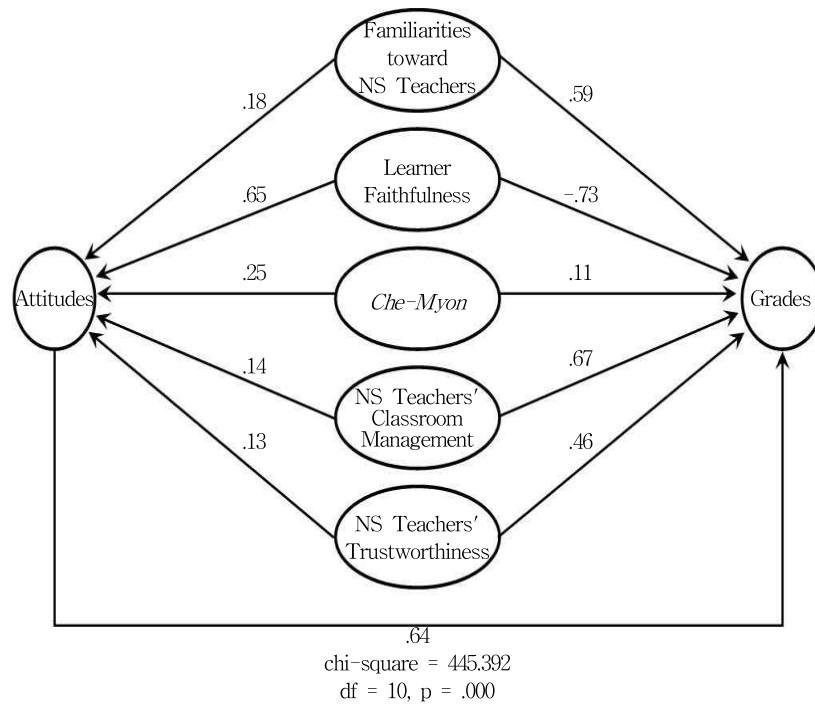 Familiarities
toward
NS Teachers
.18
.59
Learner
Faithfulness
.65
-.73
Attitudes
.25
Che-Myon
.11
Grades
.14
NS Teachers'
Classroom
Management
.67
.13
.46
NS Teachers'
Trustworthiness
.64
chi-square = 445.392
df = 10, p = .000